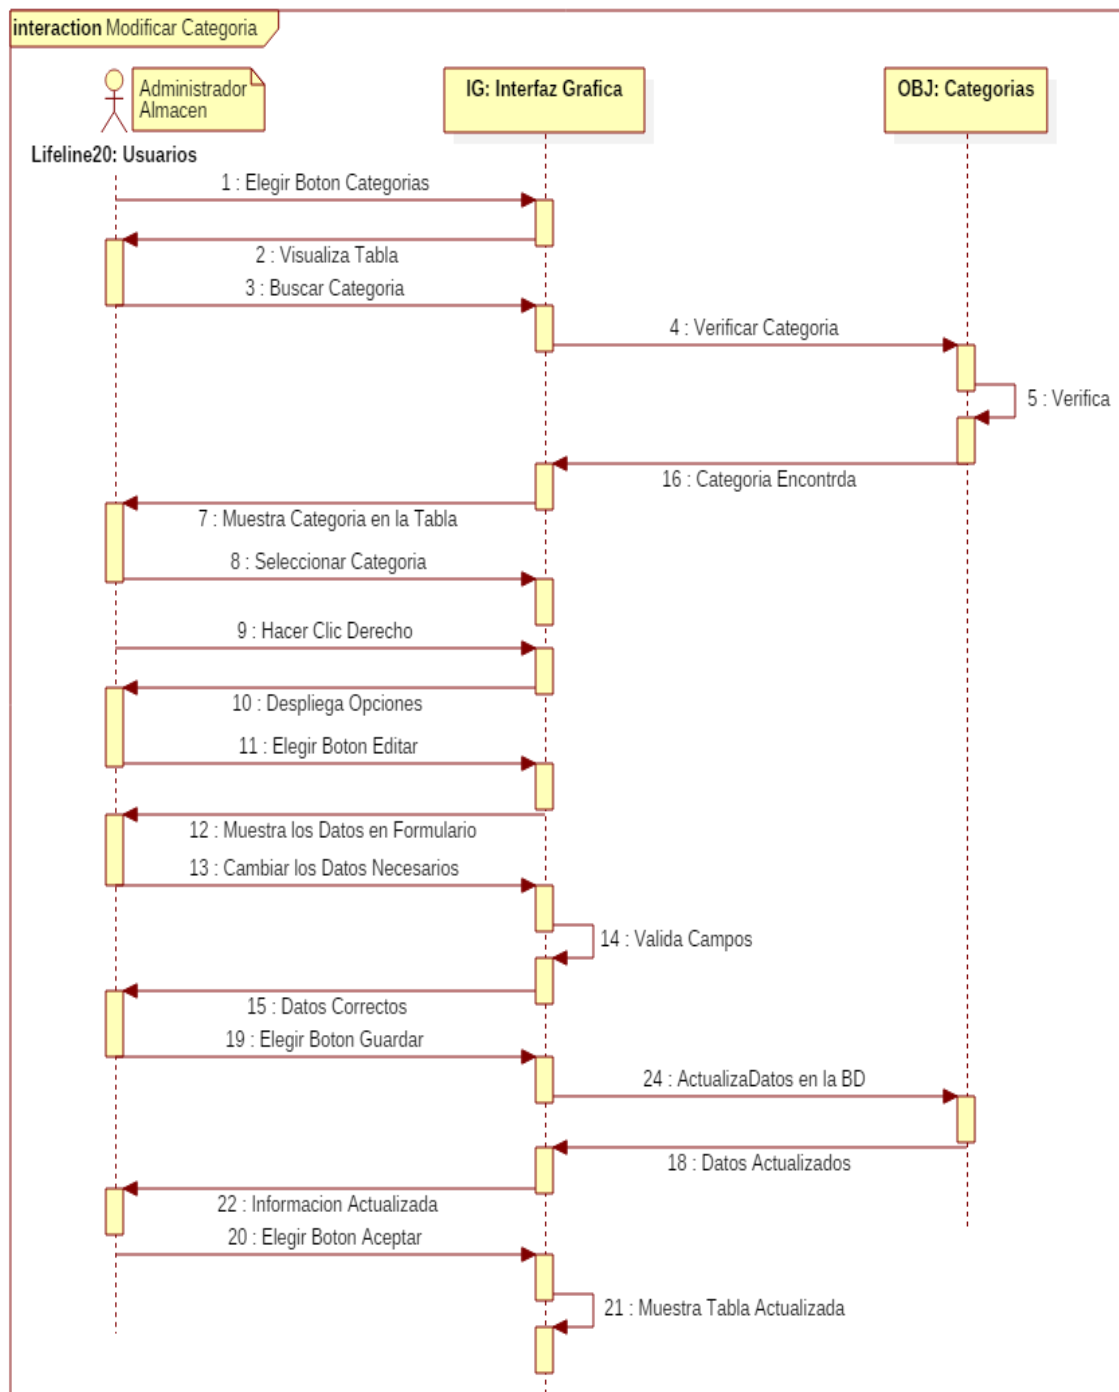 interaction Modificar Categoria
Administrador
Almacen
IG: Interfaz Grafica
OBJ: Categorias
Lifeline20: Usuarios
1 : Elegir Boton Categorias
2 : Visualiza Tabla
3 : Buscar Categoria
4 : Verificar Categoria
5 : Verifica
16 : Categoria Encontrda
7 : Muestra Categoria en la Tabla
8 : Seleccionar Categoria
9 : Hacer Clic Derecho
10 : Despliega Opciones
11 : Elegir Boton Editar
12 : Muestra los Datos en Formulario
13 : Cambiar los Datos Necesarios
14 : Valida Campos
15 : Datos Correctos
19 : Elegir Boton Guardar
24 : ActualizaDatos en la BD
18 : Datos Actualizados
22 : Informacion Actualizada
20 : Elegir Boton Aceptar
21 : Muestra Tabla Actualizada